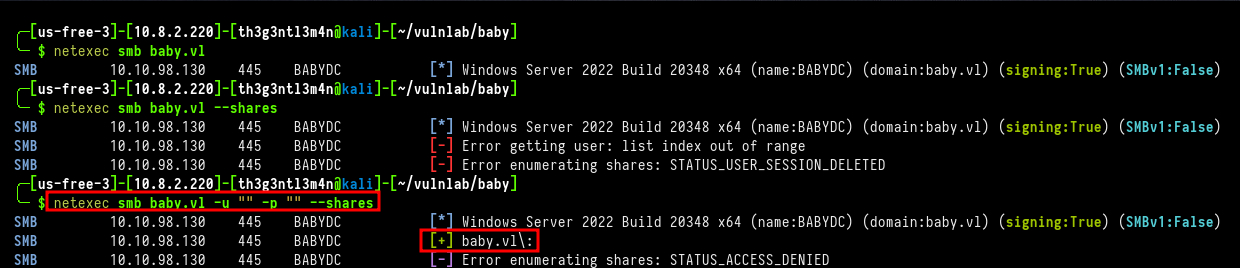 ┌─[us-free-3]-[10.8.2.220]-[th3g3ntl3m4n@kali]-[~/vulnlab/baby]
└─ $ netexec smb baby.vl
SMB 10.10.98.130 445 BABYDC [*] Windows Server 2022 Build 20348 x64 (name:BABYDC) (domain:baby.vl) (signing:True) (SMBv1:False)
┌─[us-free-3]-[10.8.2.220]-[th3g3ntl3m4n@kali]-[~/vulnlab/baby]
└─ $ netexec smb baby.vl --shares
SMB 10.10.98.130 445 BABYDC [*] Windows Server 2022 Build 20348 x64 (name:BABYDC) (domain:baby.vl) (signing:True) (SMBv1:False)
SMB 10.10.98.130 445 BABYDC [-] Error getting user: list index out of range
SMB 10.10.98.130 445 BABYDC [-] Error enumerating shares: STATUS_USER_SESSION_DELETED
┌─[us-free-3]-[10.8.2.220]-[th3g3ntl3m4n@kali]-[~/vulnlab/baby]
└─ $ netexec smb baby.vl -u "" -p "" --shares
SMB 10.10.98.130 445 BABYDC [*] Windows Server 2022 Build 20348 x64 (name:BABYDC) (domain:baby.vl) (signing:True) (SMBv1:False)
SMB 10.10.98.130 445 BABYDC [+] baby.vl\:
SMB 10.10.98.130 445 BABYDC [-] Error enumerating shares: STATUS_ACCESS_DENIED